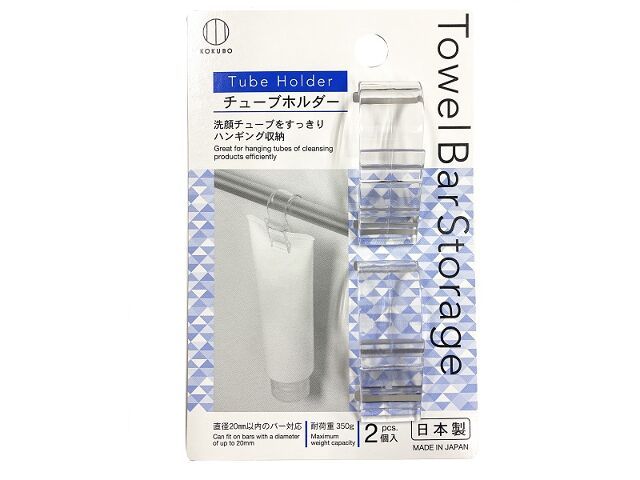 KOKUBO
Tube Holder
チューブホルダー
洗顔チューブをすっきり
ハンギング収納
Great for hanging tubes of cleansing
products efficiently
Towel Bar Storage
直径20mm以内のバー対応
Can fit on bars with a diameter
of up to 20mm
耐荷重 350g
Maximum
weight capacity
2 pcs.
個入
日本製
MADE IN JAPAN